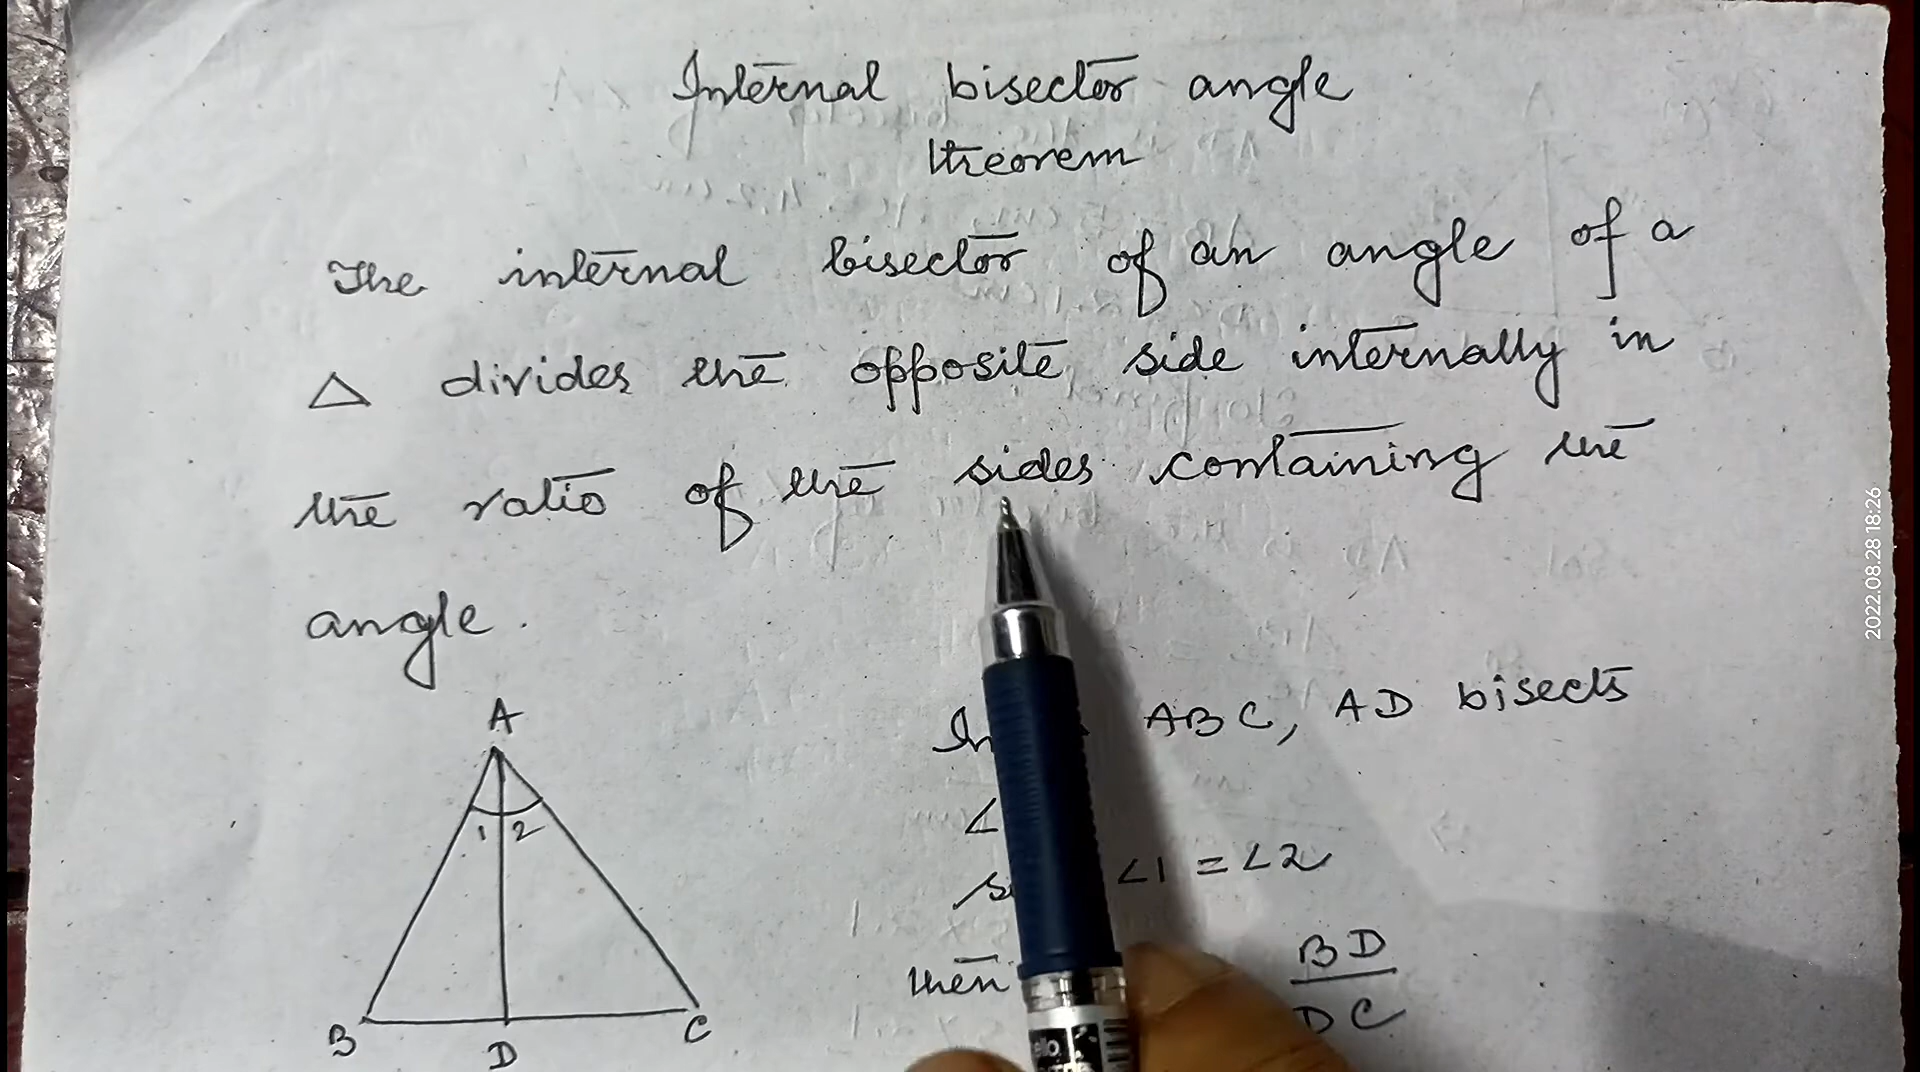 Internal bisector angle
theorem
The internal bisector of an angle of a
△ divides the opposite side internally in
the ratio of the sides containing the
angle.
A
1 2
B D C
In ABC, AD bisects
∠
∠1 = ∠2
then BD
DC
2022.08.28 18:26